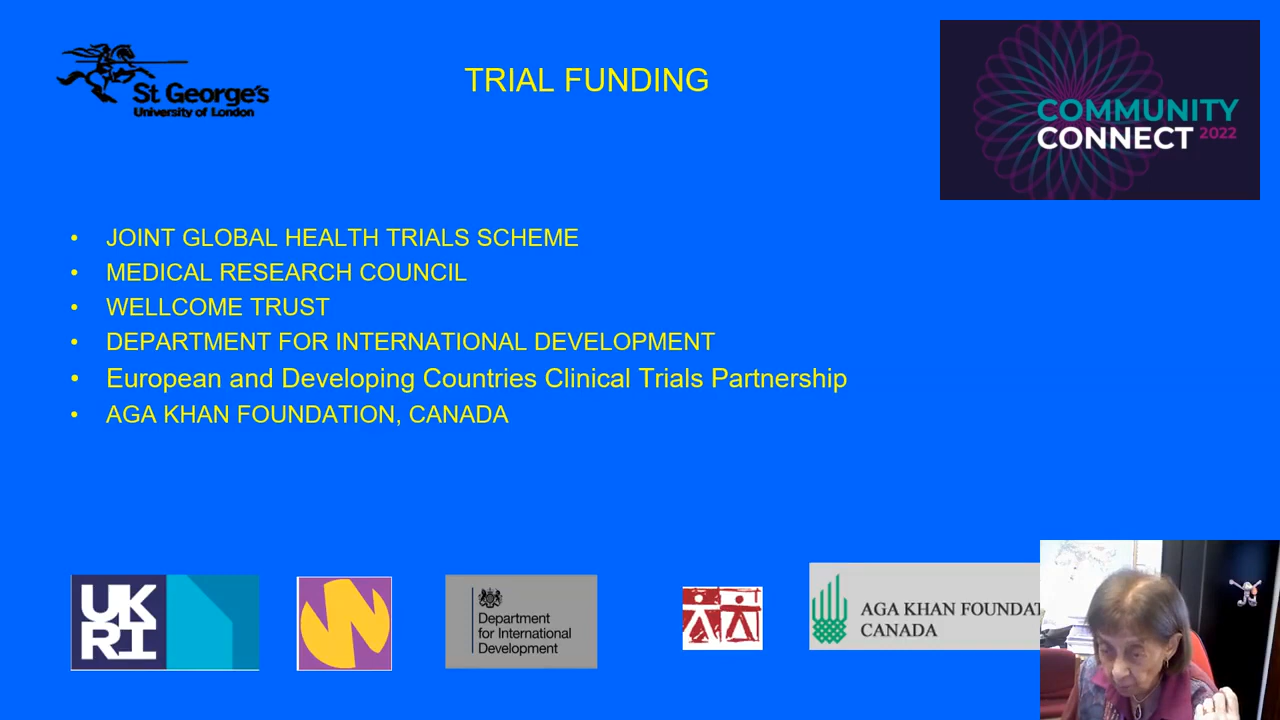 St George's
University of London
TRIAL FUNDING
COMMUNITY
CONNECT 2022
• JOINT GLOBAL HEALTH TRIALS SCHEME
• MEDICAL RESEARCH COUNCIL
• WELLCOME TRUST
• DEPARTMENT FOR INTERNATIONAL DEVELOPMENT
• European and Developing Countries Clinical Trials Partnership
• AGA KHAN FOUNDATION, CANADA
UK
RI
W
Department
for International
Development
AGA KHAN FOUNDAT
CANADA